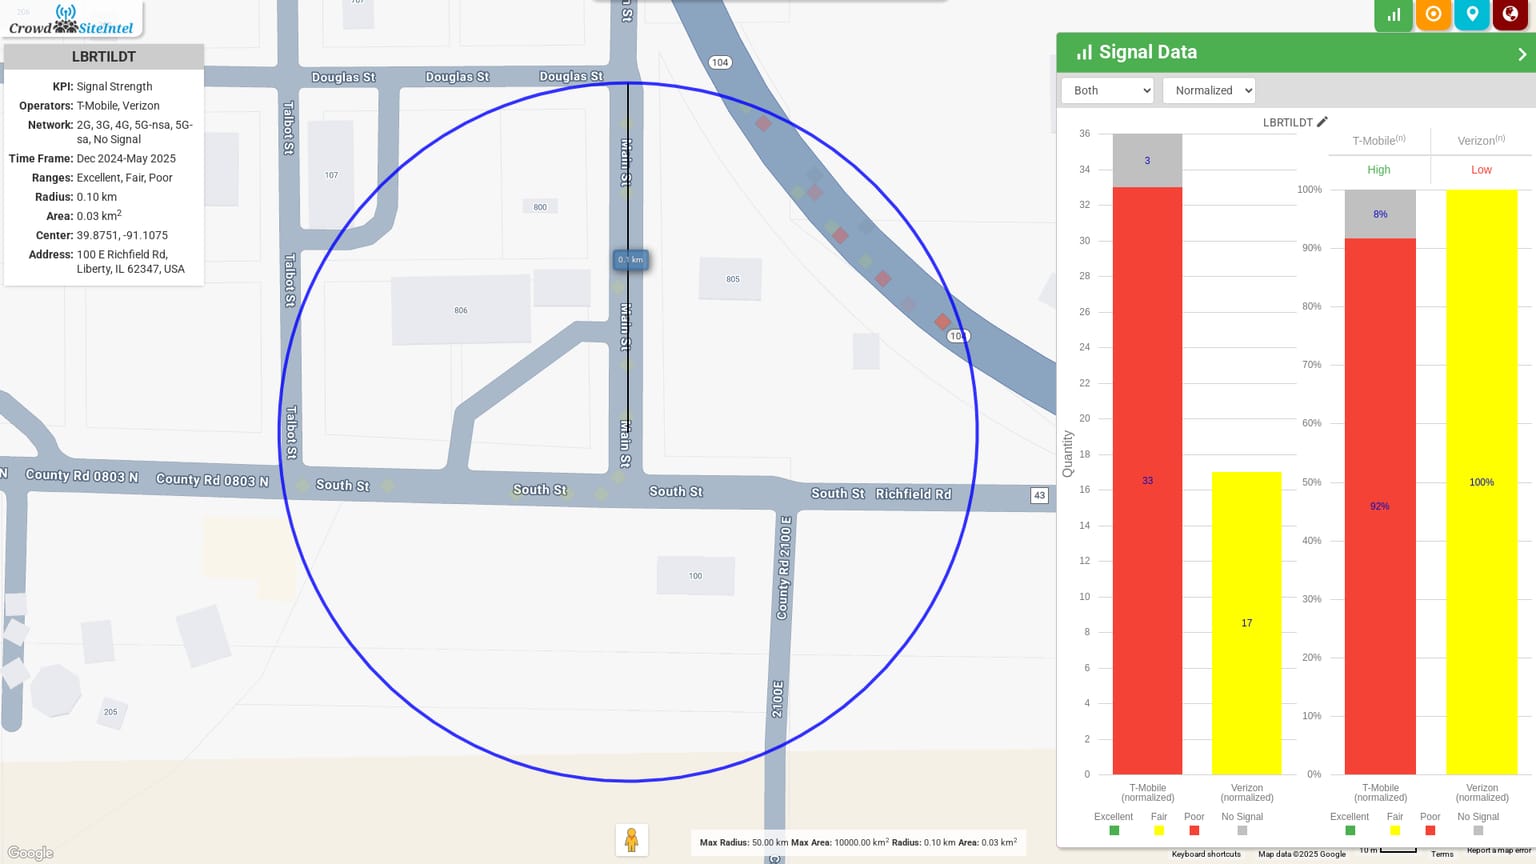 CrowdSiteIntel
LBRTILDT
KPI: Signal Strength
Operators: T-Mobile, Verizon
Network: 2G, 3G, 4G, 5G-nsa, 5G-
sa, No Signal
Time Frame: Dec 2024-May 2025
Ranges: Excellent, Fair, Poor
Radius: 0.10 km
Area: 0.03 km²
Center: 39.8751, -91.1075
Address: 100 E Richfield Rd,
Liberty, IL 62347, USA
n St
104
Douglas St
Douglas St
Douglas St
Talbot St
Main St
107
800
Talbot St
0.1 km
805
806
Main St
104
Talbot St
Main St
N
County Rd 0803 N
County Rd 0803 N
South St
South St
South St
South St
Richfield Rd
43
County Rd 2100 E
100
2100E
205
Google
Max Radius: 50.00 km Max Area: 10000.00 km² Radius: 0.10 km Area: 0.03 km²
Signal Data
Both
Normalized
LBRTILDT
Quantity
36
34
32
30
28
26
24
22
20
18
16
14
12
10
8
6
4
2
0
3
33
17
T-Mobile
(normalized)
Verizon
(normalized)
Excellent
Fair
Poor
No Signal
T-Mobile(n)
Verizon(n)
High
Low
100%
90%
80%
70%
60%
50%
40%
30%
20%
10%
0%
8%
92%
100%
T-Mobile
(normalized)
Verizon
(normalized)
Excellent
Fair
Poor
No Signal
Keyboard shortcuts
Map data ©2025 Google
10 m
Terms
Report a map error